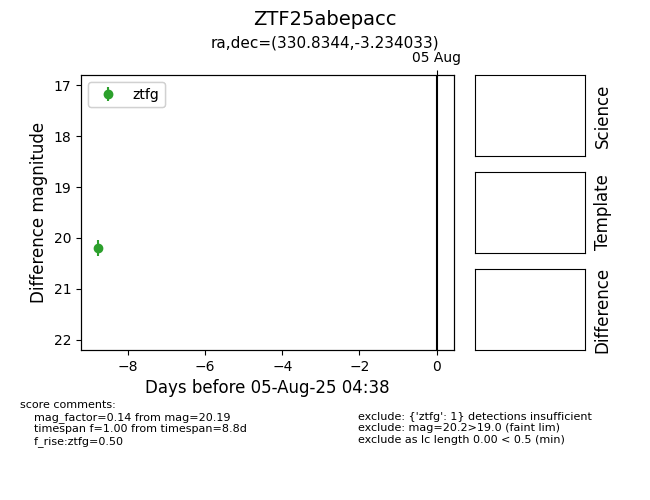 ZTF25abepacc
ra,dec=(330.8344,-3.234033)
05 Aug
ztfg
17
18
19
20
21
22
Difference magnitude
−8
−6
−4
−2
0
Days before 05-Aug-25 04:38
Science
Template
Difference
score comments:
mag_factor=0.14 from mag=20.19
timespan f=1.00 from timespan=8.8d
f_rise:ztfg=0.50
exclude: {'ztfg': 1} detections insufficient
exclude: mag=20.2>19.0 (faint lim)
exclude as lc length 0.00 < 0.5 (min)